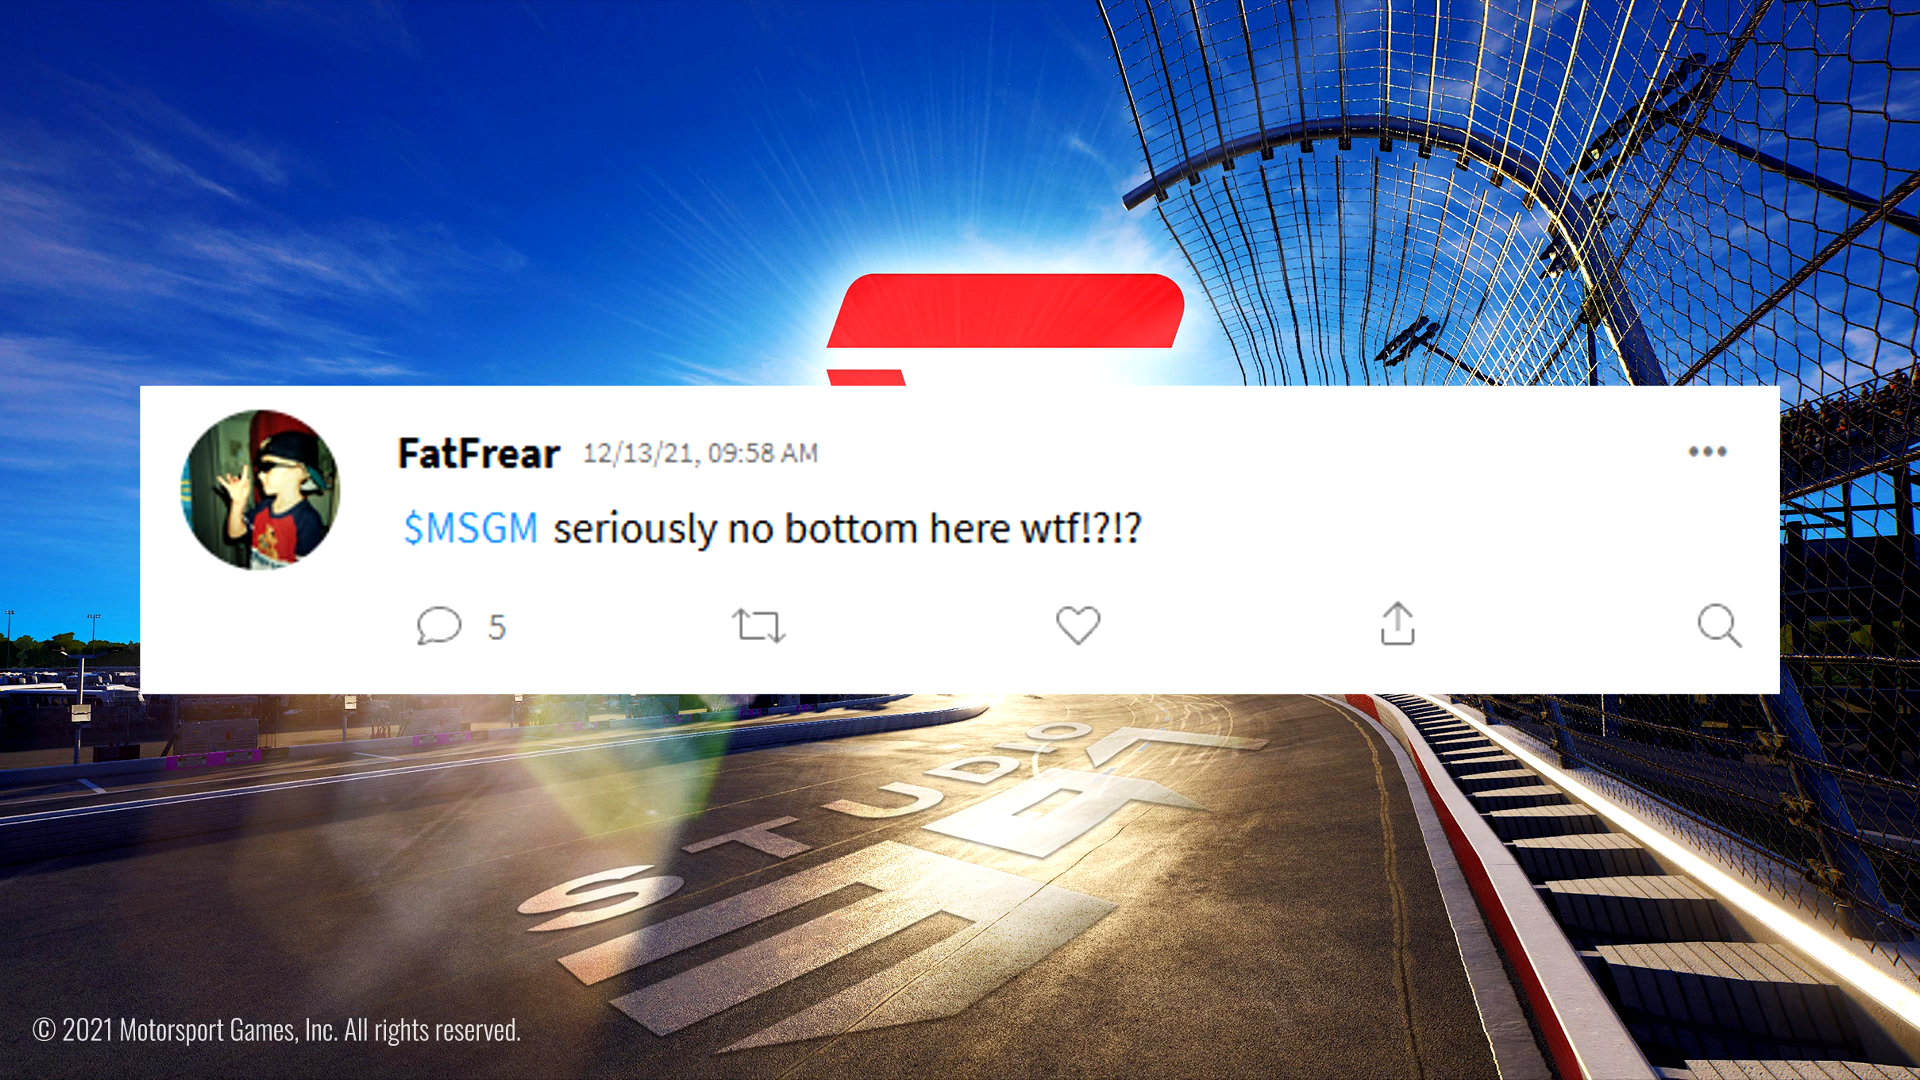 FatFrear 12/13/21, 09:58 AM
$MSGM seriously no bottom here wtf!?!?
5
STUDIO
© 2021 Motorsport Games, Inc. All rights reserved.